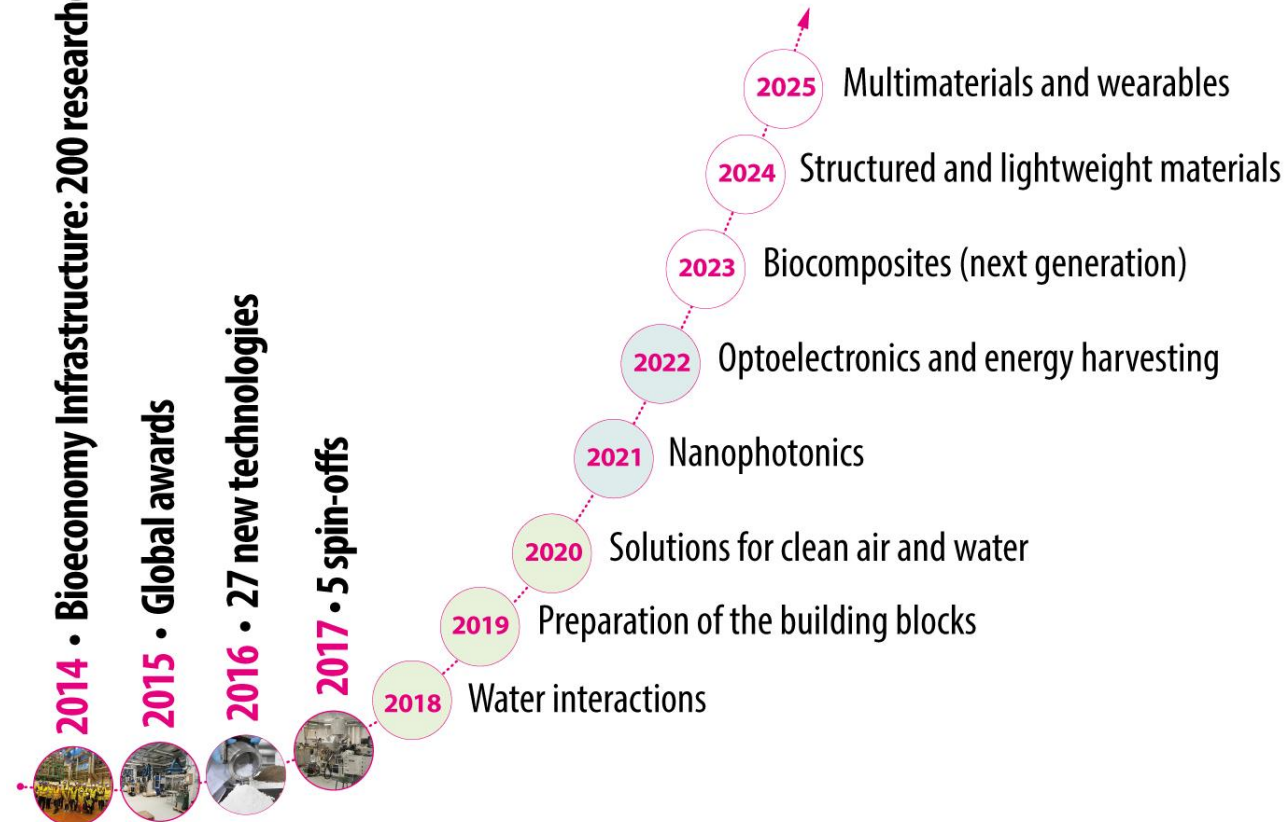 2014 • Bioeconomy Infrastructure: 200
2015 • Global awards
2016 • 27 new technologies
2017 • 5 spin-offs
2018 Water interactions
2019 Preparation of the building blocks
2020 Solutions for clean air and water
2021 Nanophotonics
2022 Optoelectronics and energy harvesting
2023 Biocomposites (next generation)
2024 Structured and lightweight materials
2025 Multimaterials and wearables